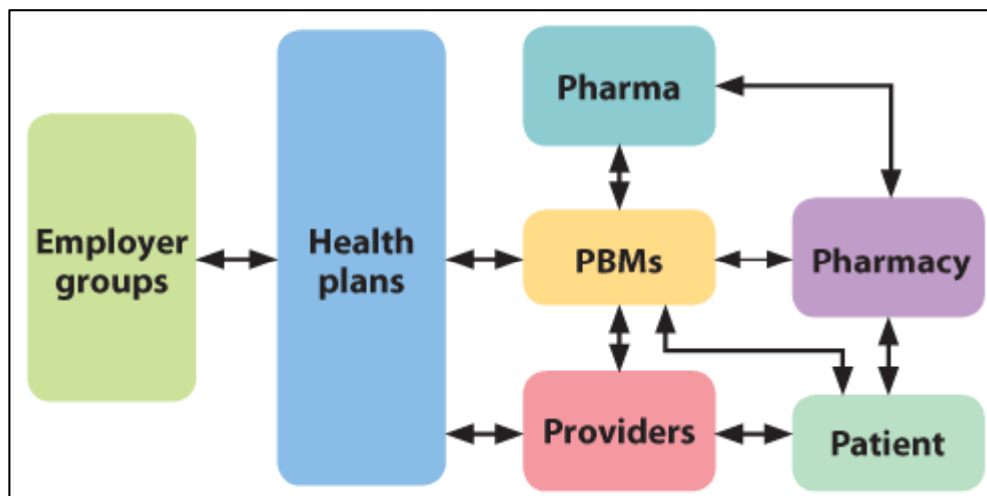 Pharma
Employer
groups
Health
plans
PBMs
Pharmacy
Providers
Patient